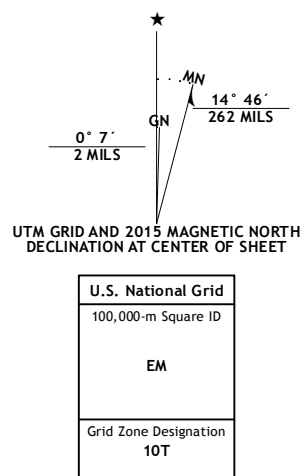 ★
MN
GN
14° 46´
262 MILS
0° 7´
2 MILS
UTM GRID AND 2015 MAGNETIC NORTH
DECLINATION AT CENTER OF SHEET
U.S. National Grid
100,000-m Square ID
EM
Grid Zone Designation
10T